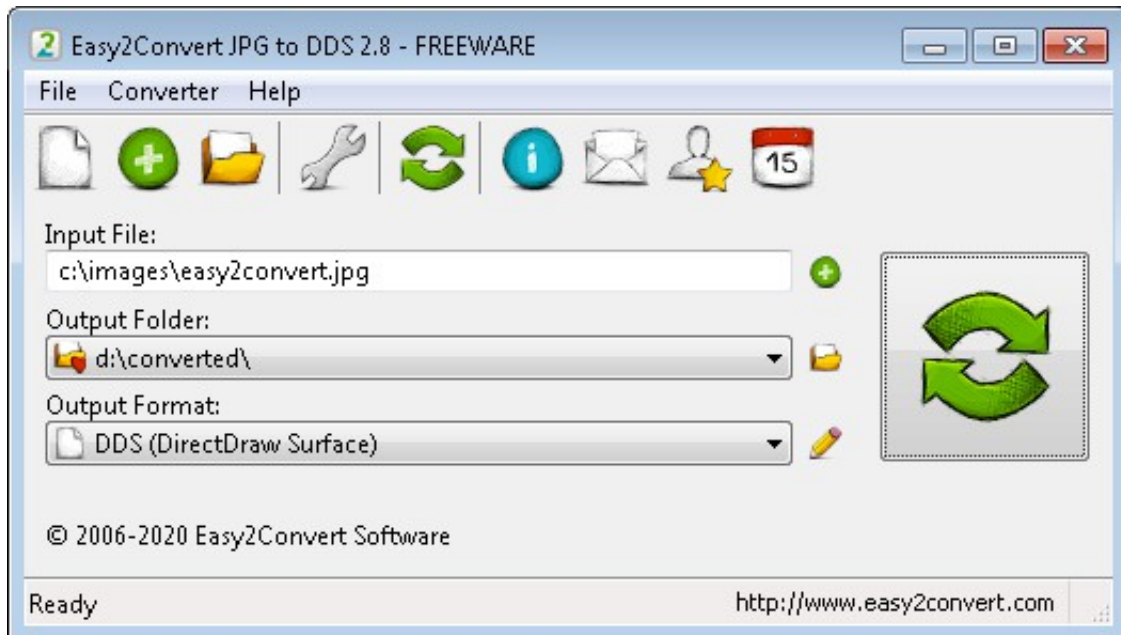 2 Easy2Convert JPG to DDS 2.8 - FREEWARE
File Converter Help
i 15
Input File:
c:\images\easy2convert.jpg
Output Folder:
d:\converted\
Output Format:
DDS (DirectDraw Surface)
© 2006-2020 Easy2Convert Software
Ready http://www.easy2convert.com